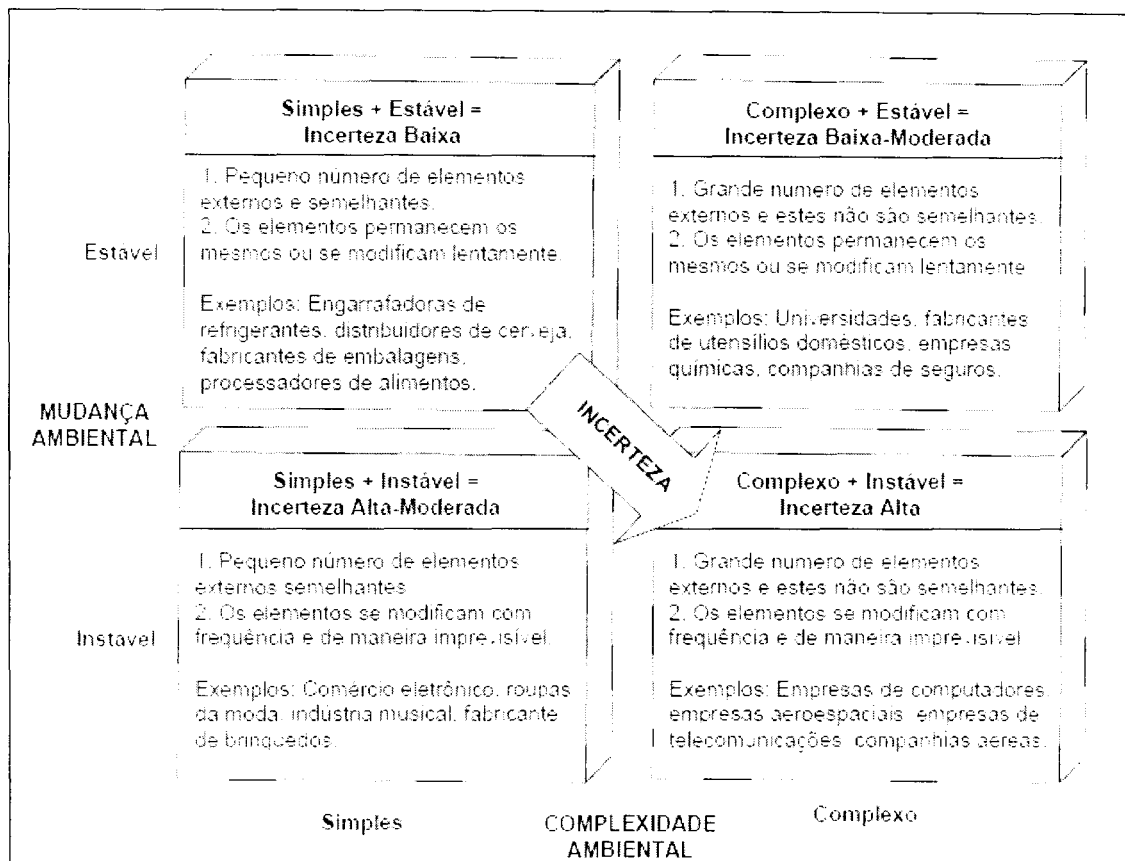 Simples + Estável =
Incerteza Baixa
1. Pequeno número de elementos
externos e semelhantes.
2. Os elementos permanecem os
mesmos ou se modificam lentamente.
Exemplos: Engarrafadoras de
refrigerantes, distribuidores de cerveja,
fabricantes de embalagens,
processadores de alimentos.
Complexo + Estável =
Incerteza Baixa-Moderada
1. Grande numero de elementos
externos e estes não são semelhantes.
2. Os elementos permanecem os
mesmos ou se modificam lentamente
Exemplos: Universidades, fabricantes
de utensílios domésticos, empresas
químicas, companhias de seguros.
Estável
MUDANÇA
AMBIENTAL
INCERTEZA
Simples + Instável =
Incerteza Alta-Moderada
1. Pequeno número de elementos
externos semelhantes
2. Os elementos se modificam com
frequência e de maneira imprevisível.
Exemplos: Comércio eletrônico, roupas
da moda, indústria musical, fabricante
de brinquedos.
Complexo + Instável =
Incerteza Alta
1. Grande numero de elementos
externos e estes não são semelhantes.
2. Os elementos se modificam com
frequência e de maneira imprevisível
Exemplos: Empresas de computadores,
empresas aeroespaciais, empresas de
telecomunicações, companhias aereas.
Instável
Simples
COMPLEXIDADE
AMBIENTAL
Complexo